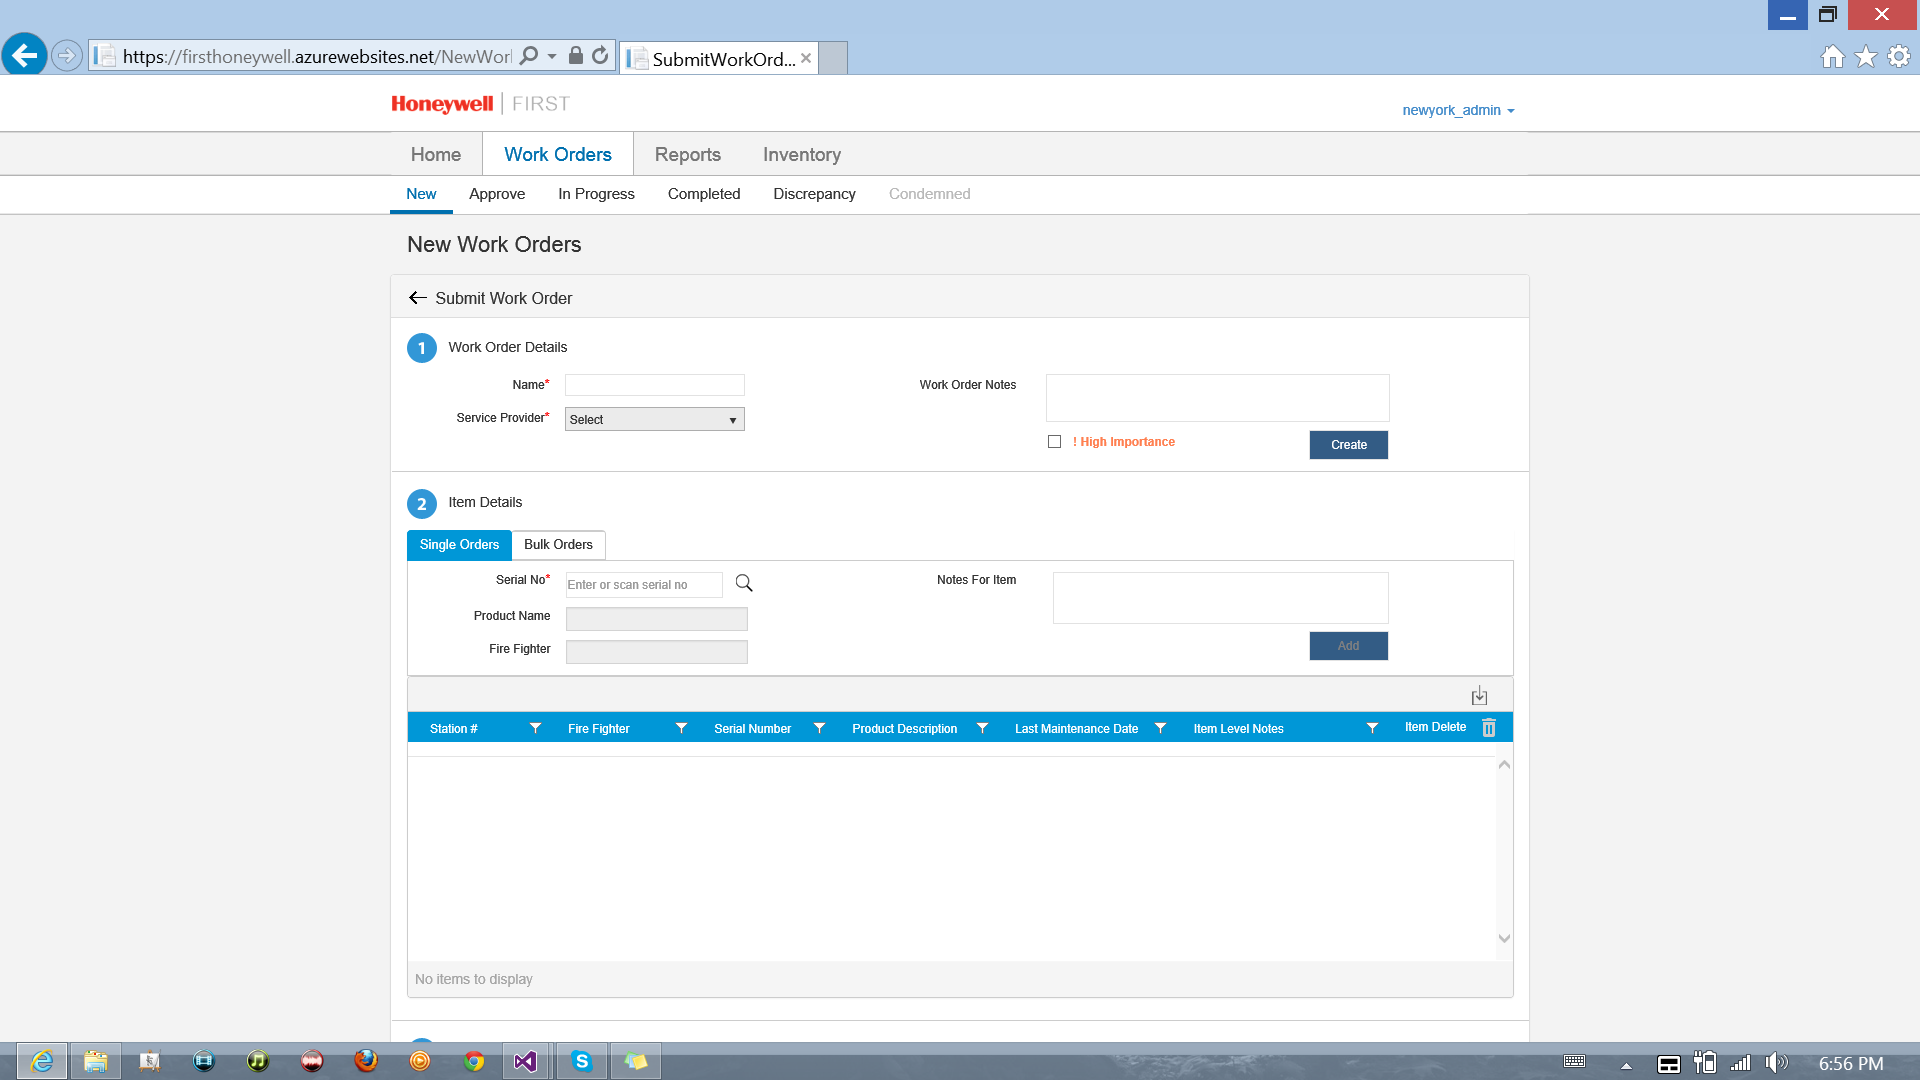 https://firsthoneywell.azurewebsites.net/NewWorl
SubmitWorkOrd...
Honeywell | FIRST
newyork_admin
Home Work Orders Reports Inventory
New Approve In Progress Completed Discrepancy Condemned
New Work Orders
Submit Work Order
1 Work Order Details
Name* Work Order Notes
Service Provider* Select
! High Importance Create
2 Item Details
Single Orders Bulk Orders
Serial No* Enter or scan serial no Notes For Item
Product Name
Fire Fighter Add
Station # Fire Fighter Serial Number Product Description Last Maintenance Date Item Level Notes Item Delete
No items to display
6:56 PM